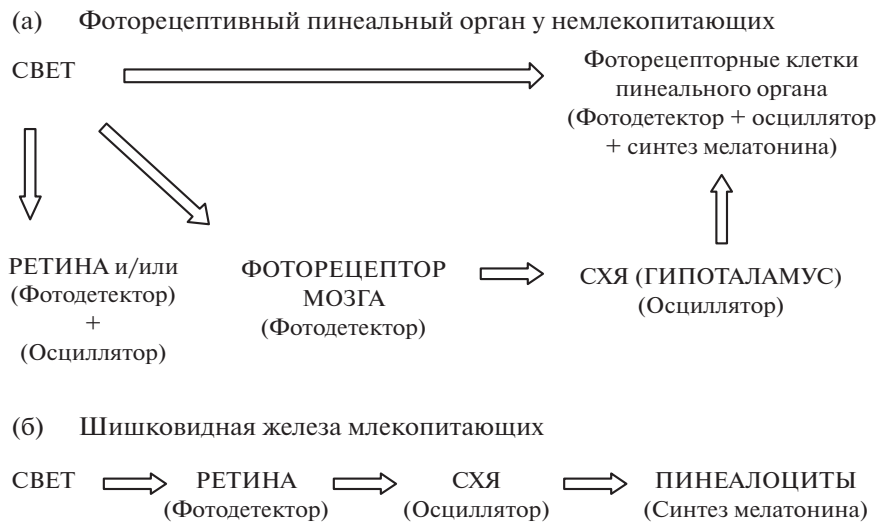 (а) Фоторецептивный пинеальный орган у немлекопитающих
СВЕТ
Фоторецепторные клетки
пинеального органа
(Фотодетектор + осциллятор
+ синтез мелатонина)
РЕТИНА и/или
(Фотодетектор)
+
(Осциллятор)
ФОТОРЕЦЕПТОР
МОЗГА
(Фотодетектор)
СХЯ (ГИПОТАЛАМУС)
(Осциллятор)
(б) Шишковидная железа млекопитающих
СВЕТ
РЕТИНА
(Фотодетектор)
СХЯ
(Осциллятор)
ПИНЕАЛОЦИТЫ
(Синтез мелатонина)